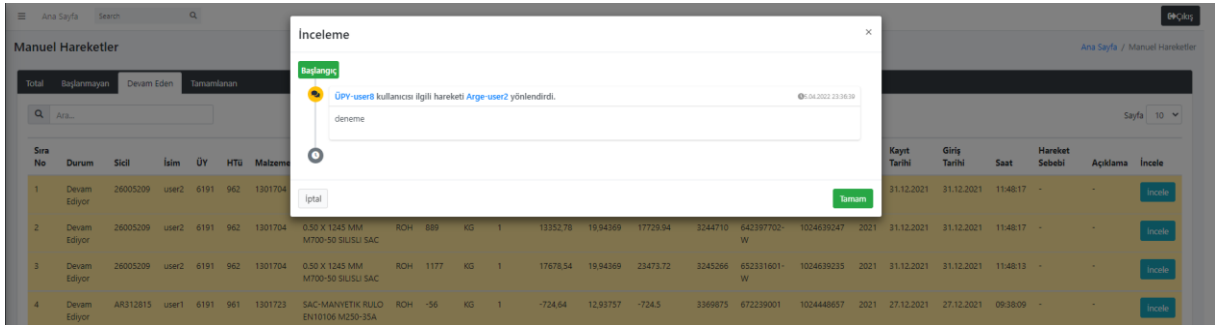 Ana Sayfa Search Çıkış
İnceleme ×
Manuel Hareketler Ana Sayfa / Manuel Hareketler
Başlangıç
Total Başlanmayan Devam Eden Tamamlanan
ÜPY-user8 kullanıcısı ilgili hareketi Arge-user2 yönlendirdi. 5.04.2022 23:36:39
Ara... deneme Sayfa 10
Sıra No Durum Sicil İsim ÜY HTü Malzeme Kayıt Tarihi Giriş Tarihi Saat Hareket Sebebi Açıklama İncele
İptal Tamam
1 Devam Ediyor 26005209 user2 6191 962 1301704 31.12.2021 31.12.2021 11:48:17 - - İncele
2 Devam Ediyor 26005209 user2 6191 962 1301704 0.50 X 1245 MM M700-50 SILISLI SAC ROH 889 KG 1 13352,78 19,94369 17729.94 3244710 642397702-W 1024639247 2021 31.12.2021 31.12.2021 11:48:17 - - İncele
3 Devam Ediyor 26005209 user2 6191 962 1301704 0.50 X 1245 MM M700-50 SILISLI SAC ROH 1177 KG 1 17678,54 19,94369 23473.72 3245266 652331601-W 1024639235 2021 31.12.2021 31.12.2021 11:48:13 - - İncele
4 Devam Ediyor AR312815 user1 6191 961 1301723 SAC-MANYETIK RULO EN10106 M250-35A ROH -56 KG 1 -724,64 12,93757 -724.5 3369875 672239001 1024448657 2021 27.12.2021 27.12.2021 09:38:09 - - İncele